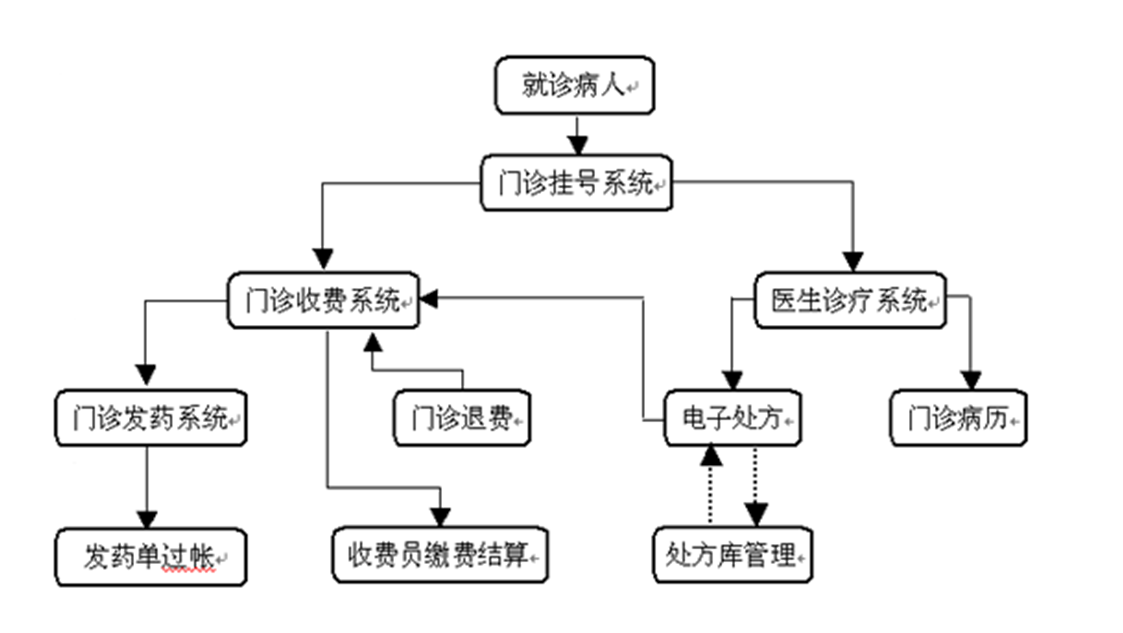 就诊病人
门诊挂号系统
门诊收费系统
医生诊疗系统
门诊发药系统
门诊退费
电子处方
门诊病历
发药单过帐
收费员缴费结算
处方库管理